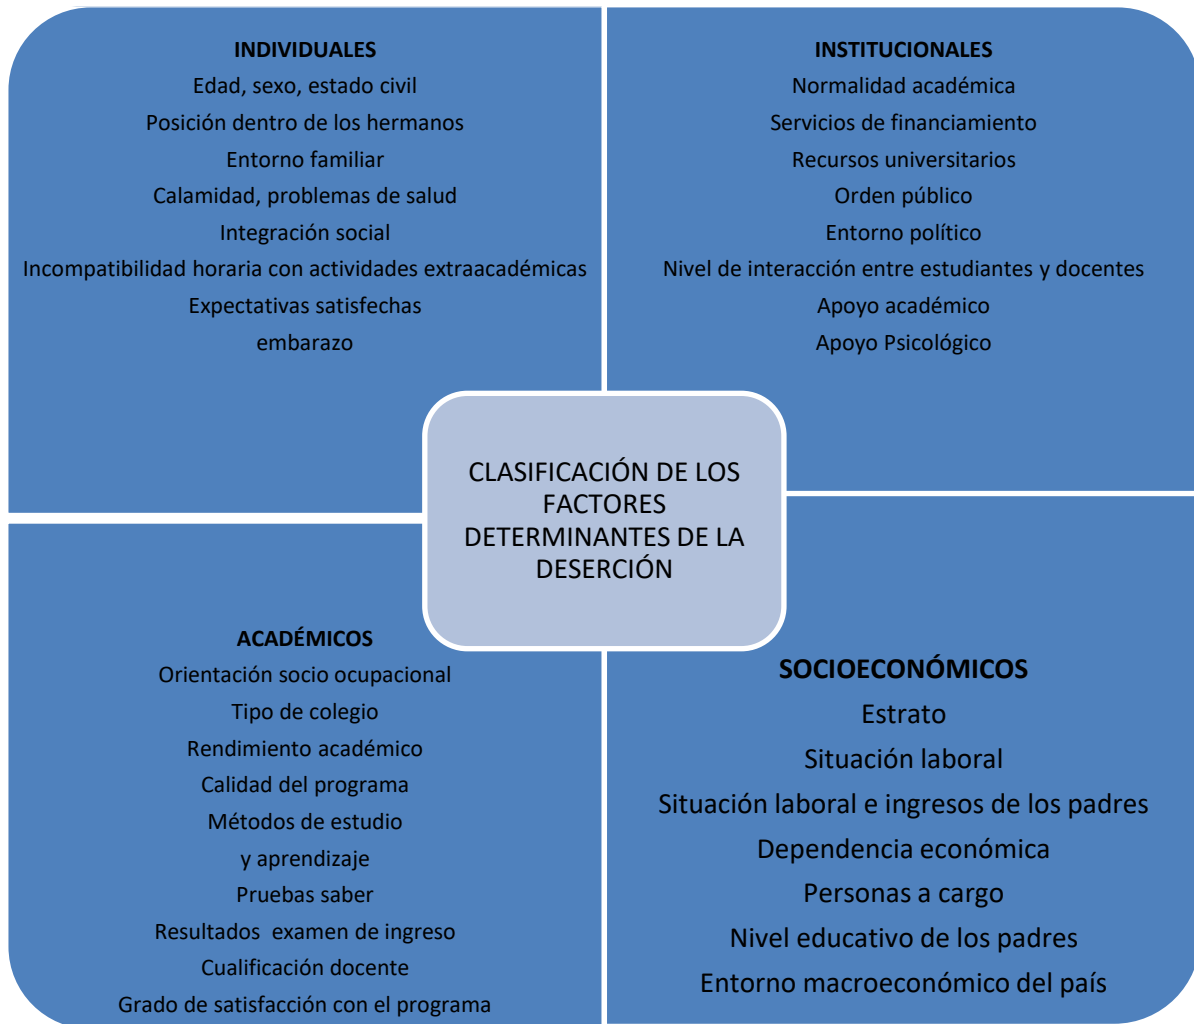 INDIVIDUALES
Edad, sexo, estado civil
Posición dentro de los hermanos
Entorno familiar
Calamidad, problemas de salud
Integración social
Incompatibilidad horaria con actividades extraacadémicas
Expectativas satisfechas
embarazo
INSTITUCIONALES
Normalidad académica
Servicios de financiamiento
Recursos universitarios
Orden público
Entorno político
Nivel de interacción entre estudiantes y docentes
Apoyo académico
Apoyo Psicológico
CLASIFICACIÓN DE LOS
FACTORES
DETERMINANTES DE LA
DESERCIÓN
ACADÉMICOS
Orientación socio ocupacional
Tipo de colegio
Rendimiento académico
Calidad del programa
Métodos de estudio
y aprendizaje
Pruebas saber
Resultados  examen de ingreso
Cualificación docente
Grado de satisfacción con el programa
SOCIOECONÓMICOS
Estrato
Situación laboral
Situación laboral e ingresos de los padres
Dependencia económica
Personas a cargo
Nivel educativo de los padres
Entorno macroeconómico del país